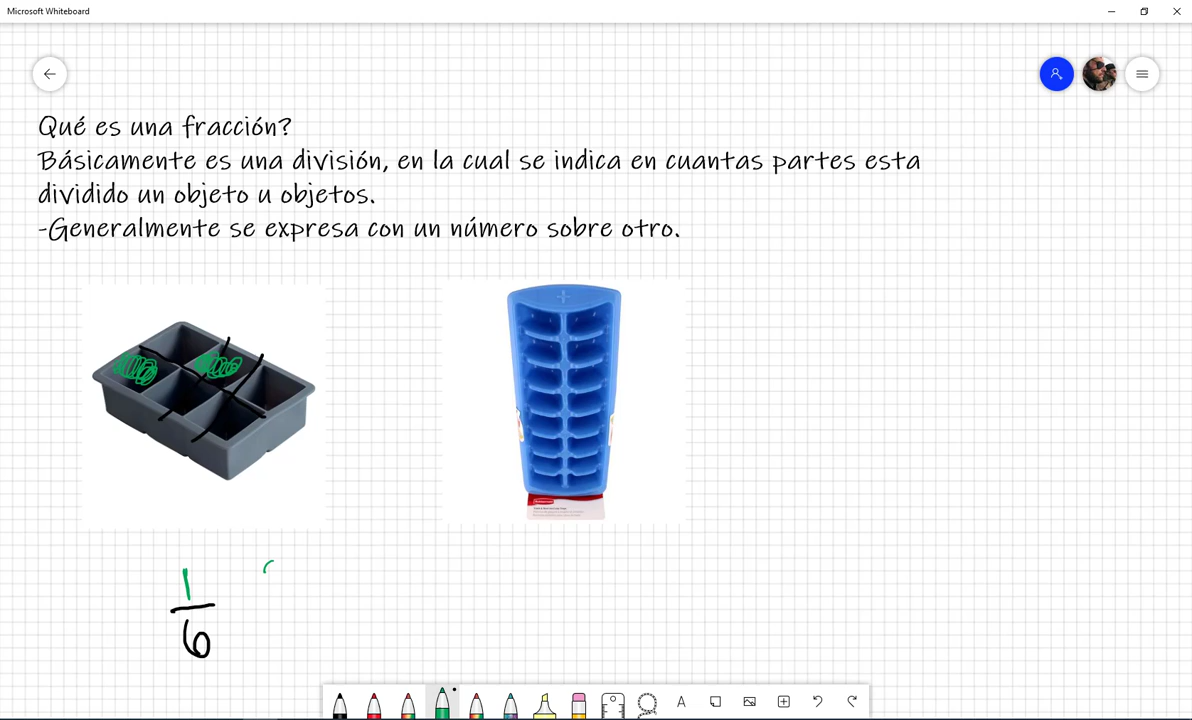 Microsoft Whiteboard
Qué es una fracción?
Básicamente es una división, en la cual se indica en cuantas partes esta
dividido un objeto u objetos.
-Generalmente se expresa con un número sobre otro.
1
6
A